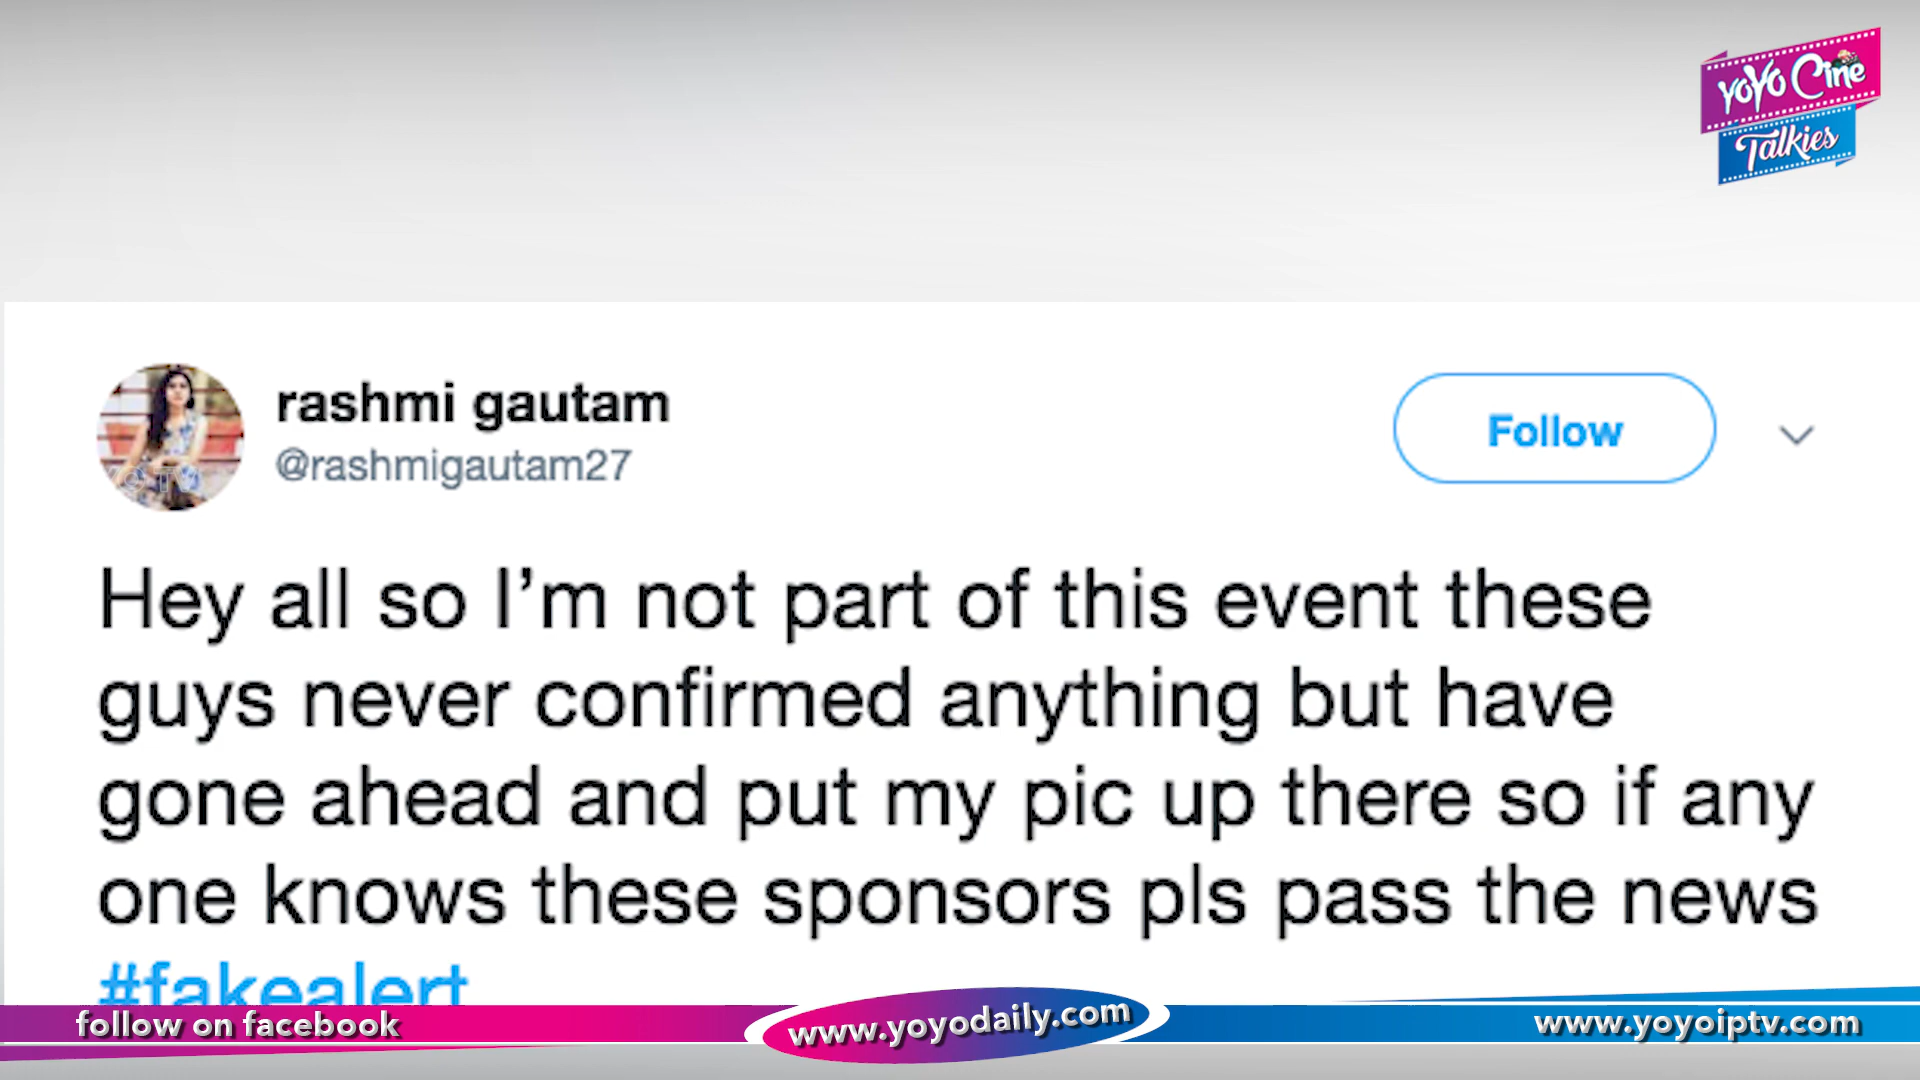 YoYo Cine
Talkies
rashmi gautam
@rashmigautam27
Follow
Hey all so I’m not part of this event these
guys never confirmed anything but have
gone ahead and put my pic up there so if any
one knows these sponsors pls pass the news
#fakealert
follow on facebook
www.yoyodaily.com
www.yoyoiptv.com